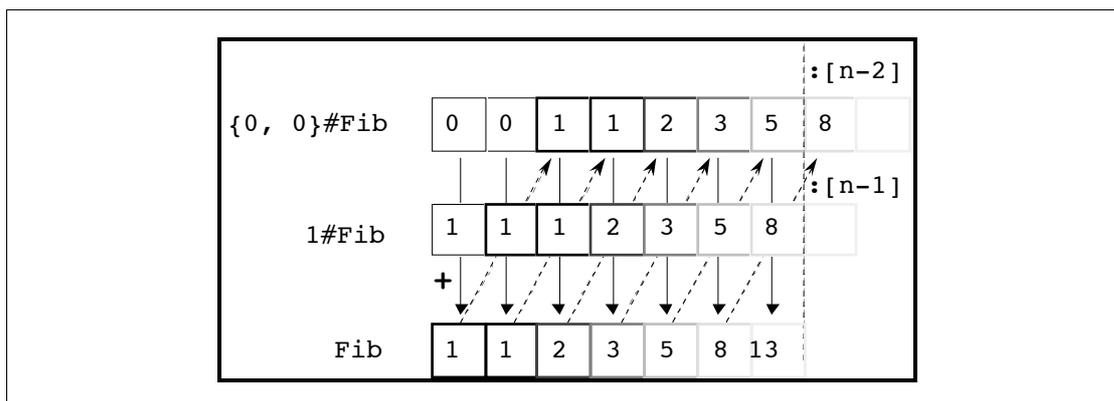 :[n-2]
{0, 0}#Fib 0 0 1 1 2 3 5 8
:[n-1]
1#Fib 1 1 1 2 3 5 8
+
Fib 1 1 2 3 5 8 13